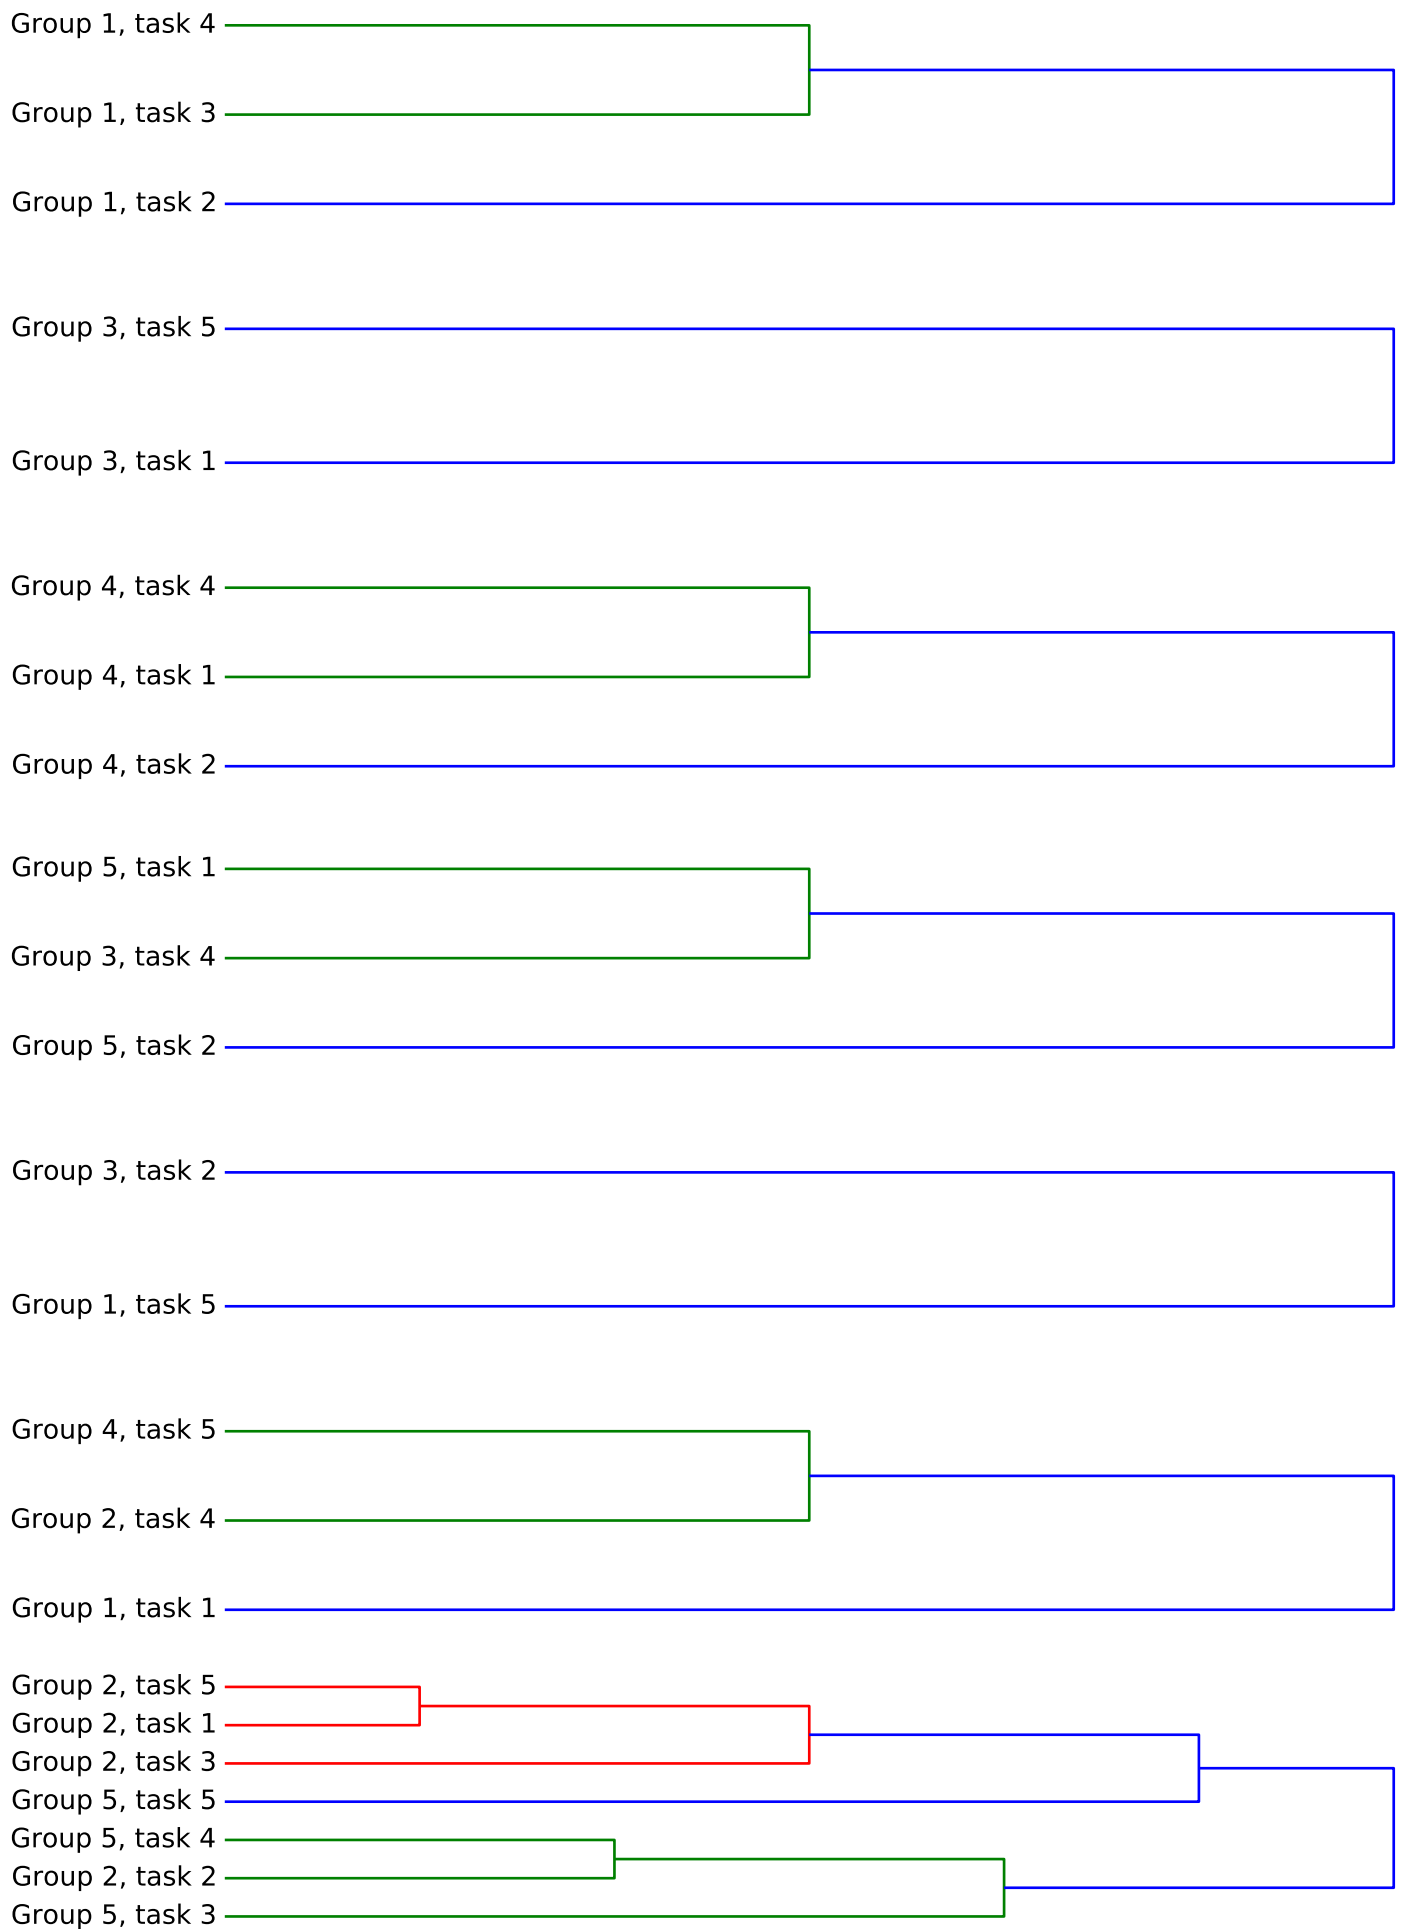 Group 1, task 4
Group 1, task 3
Group 1, task 2
Group 3, task 5
Group 3, task 1
Group 4, task 4
Group 4, task 1
Group 4, task 2
Group 5, task 1
Group 3, task 4
Group 5, task 2
Group 3, task 2
Group 1, task 5
Group 4, task 5
Group 2, task 4
Group 1, task 1
Group 2, task 5
Group 2, task 1
Group 2, task 3
Group 5, task 5
Group 5, task 4
Group 2, task 2
Group 5, task 3